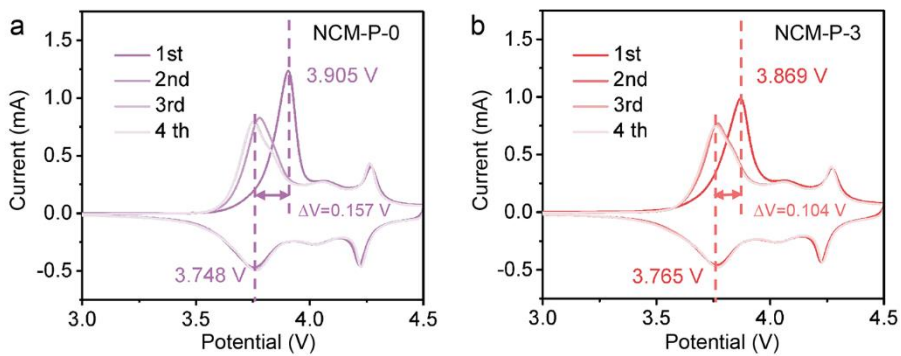 a
NCM-P-0
1st
2nd
3rd
4 th
3.905 V
ΔV=0.157 V
3.748 V
Current (mA)
1.5
1.0
0.5
0.0
-0.5
3.0
3.5
4.0
4.5
Potential (V)
b
NCM-P-3
1st
2nd
3rd
4 th
3.869 V
ΔV=0.104 V
3.765 V
Current (mA)
1.5
1.0
0.5
0.0
-0.5
3.0
3.5
4.0
4.5
Potential (V)